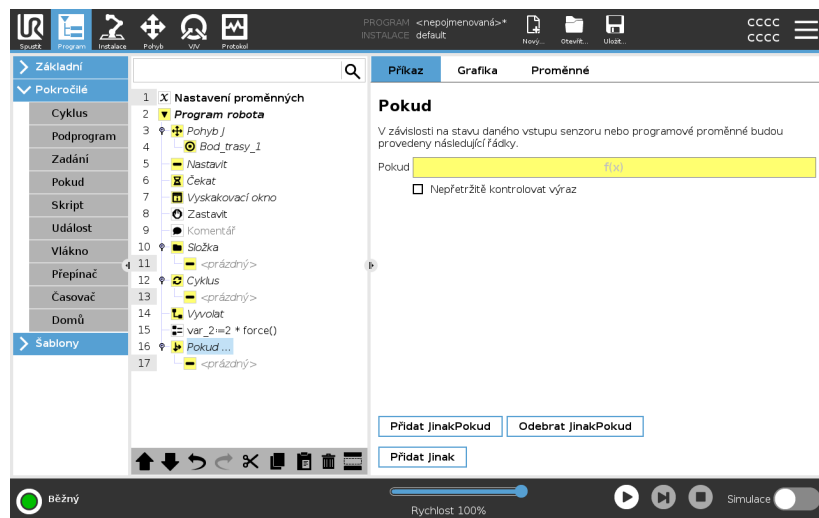 PROGRAM <nepojmenovaná>*
INSTALACE default
Spustit Program Instalace Pohyb V/V Protokol
Nový... Otevřít... Uložit...
CCCC
CCCC
Základní
Pokročilé
Cyklus
Podprogram
Zadání
Pokud
Skript
Událost
Vlákno
Přepínač
Časovač
Domů
Šablony
1 X Nastavení proměnných
2 Program robota
3 Pohyb J
4 Bod_trasy_1
5 Nastavit
6 Čekat
7 Vyskakovací okno
8 Zastavit
9 Komentář
10 Složka
11 <prázdný>
12 Cyklus
13 <prázdný>
14 Vyvolat
15 var_2:=2 * force()
16 Pokud ...
17 <prázdný>
Příkaz Grafika Proměnné
Pokud
V závislosti na stavu daného vstupu senzoru nebo programové proměnné budou
provedeny následující řádky.
Pokud f(x)
Nepřetržitě kontrolovat výraz
Přidat JinakPokud Odebrat JinakPokud
Přidat Jinak
Běžný
Rychlost 100%
Simulace